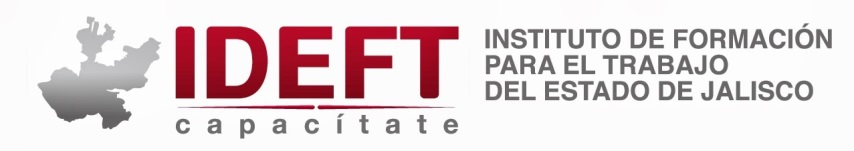 IDEFT
capacítate
INSTITUTO DE FORMACIÓN
PARA EL TRABAJO
DEL ESTADO DE JALISCO